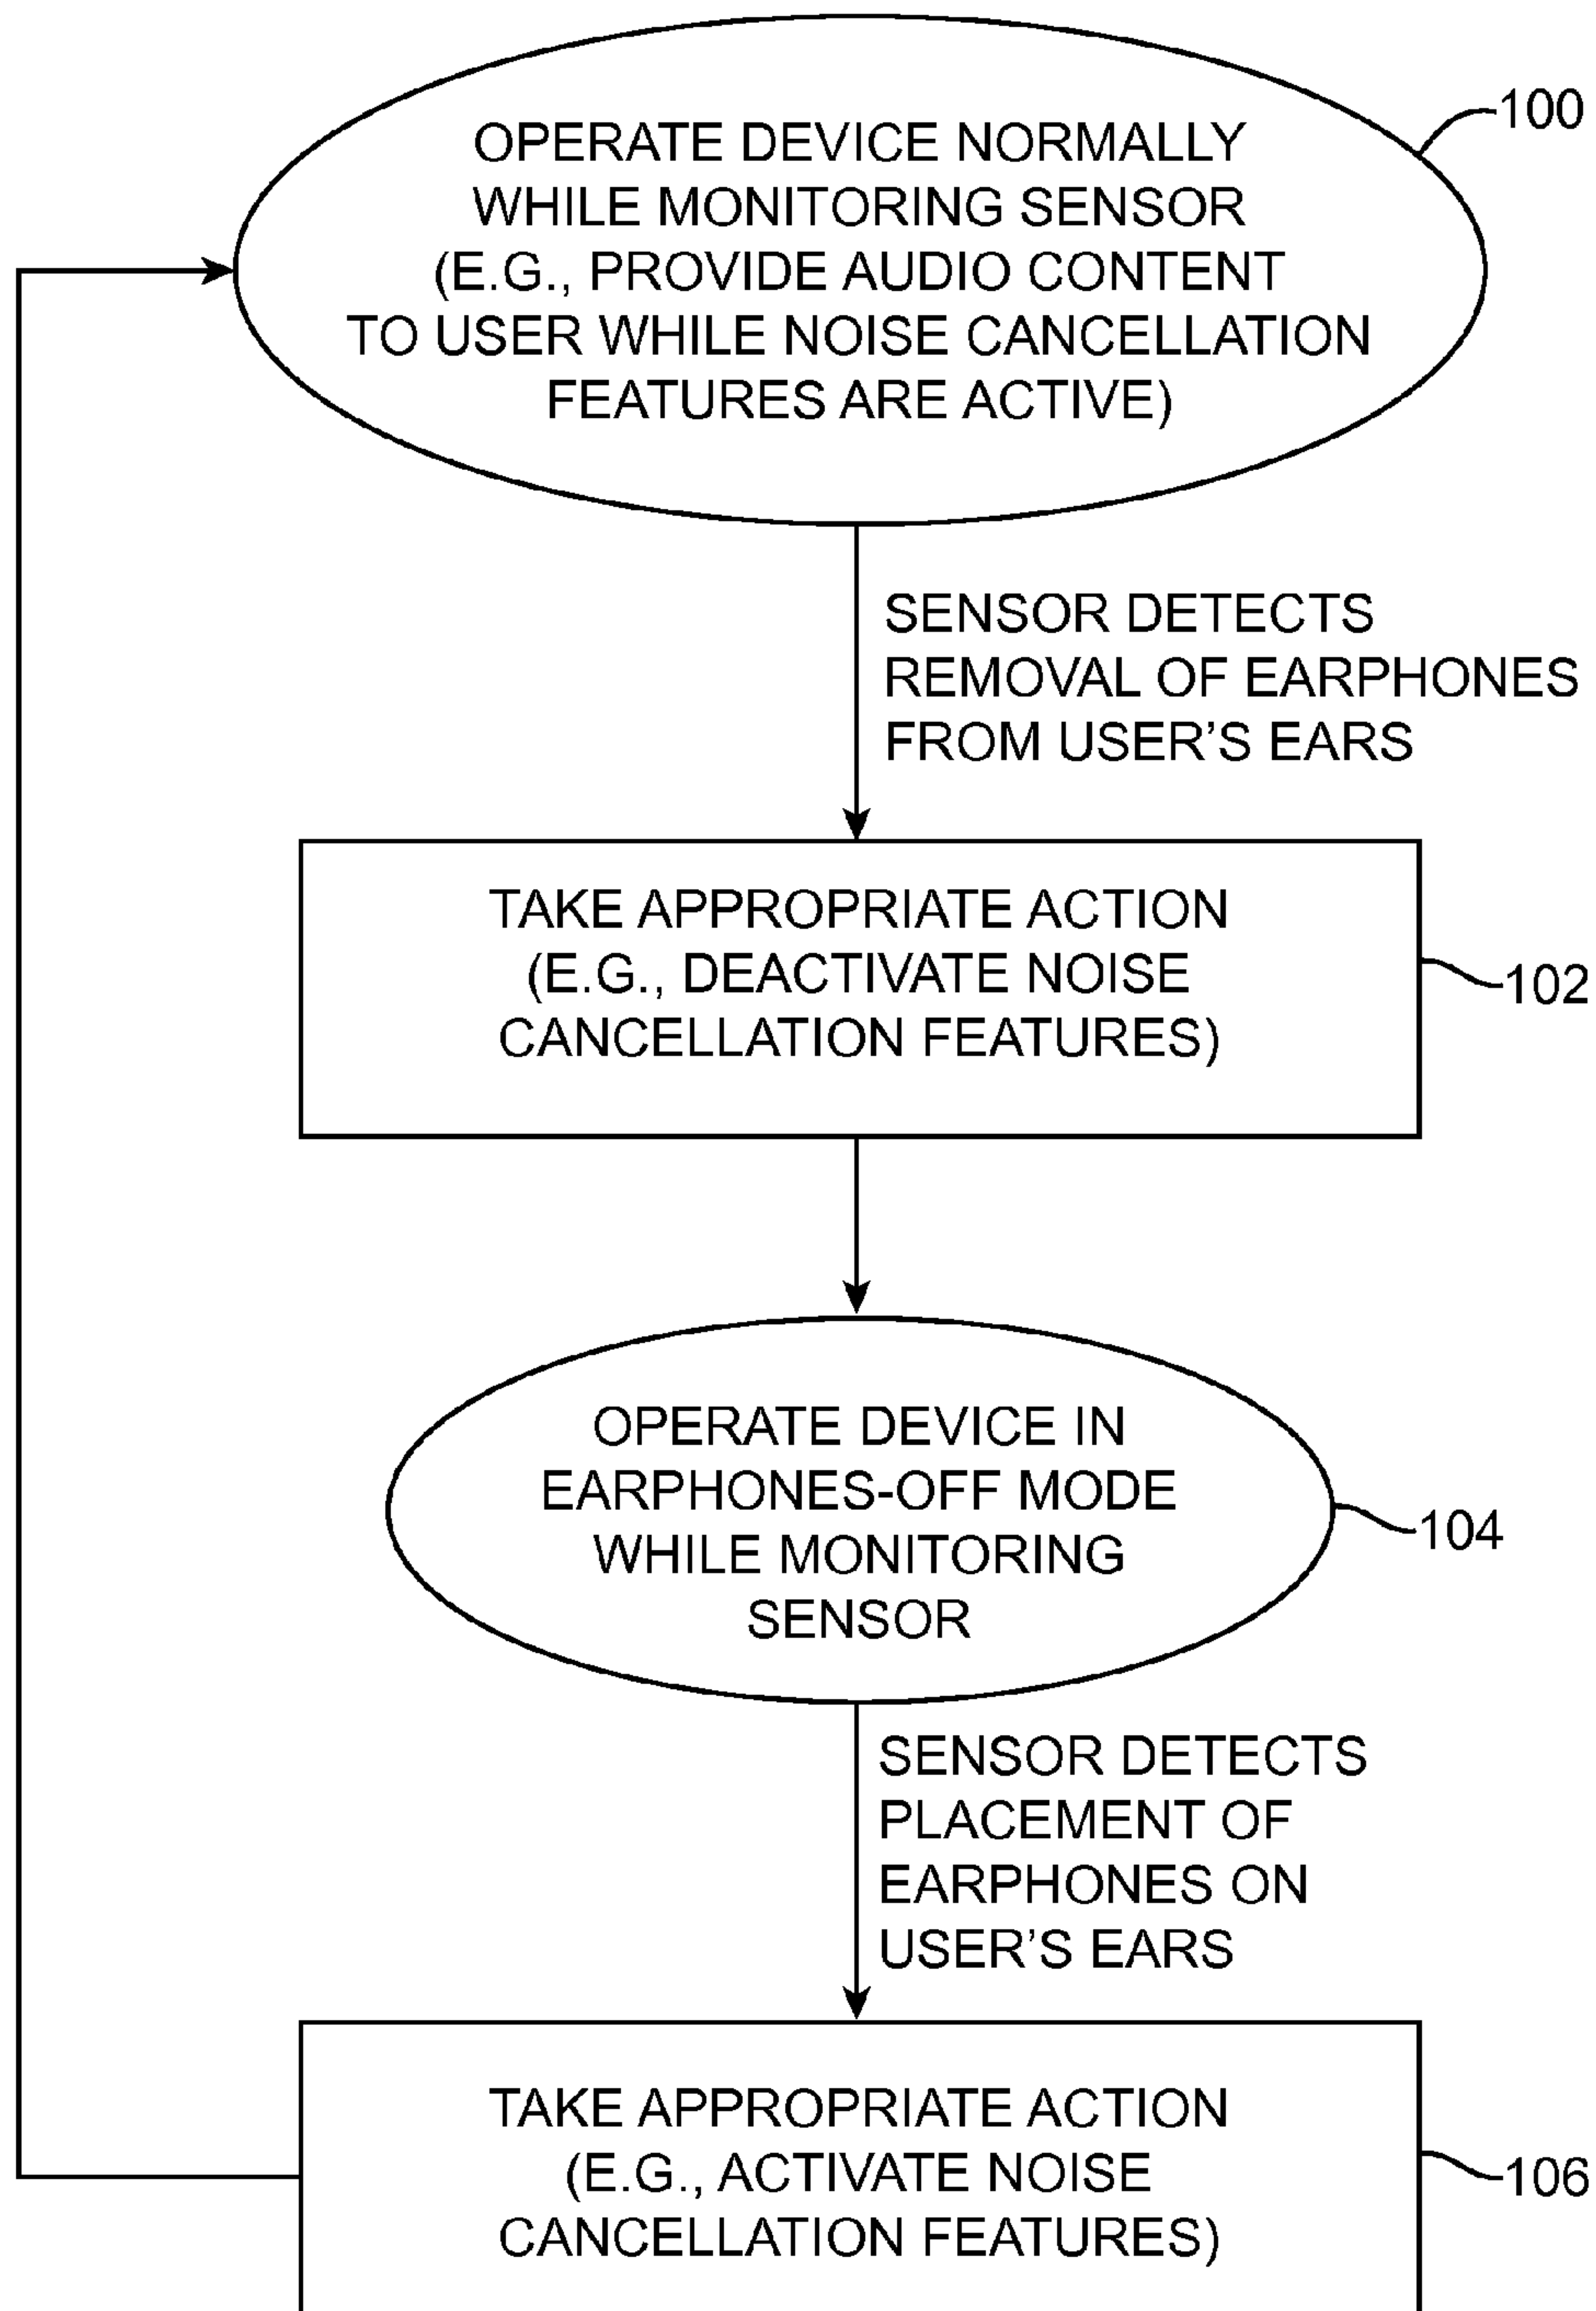 OPERATE DEVICE NORMALLY
WHILE MONITORING SENSOR
(E.G., PROVIDE AUDIO CONTENT
TO USER WHILE NOISE CANCELLATION
FEATURES ARE ACTIVE)
100
SENSOR DETECTS
REMOVAL OF EARPHONES
FROM USER’S EARS
TAKE APPROPRIATE ACTION
(E.G., DEACTIVATE NOISE
CANCELLATION FEATURES)
102
OPERATE DEVICE IN
EARPHONES-OFF MODE
WHILE MONITORING
SENSOR
104
SENSOR DETECTS
PLACEMENT OF
EARPHONES ON
USER’S EARS
TAKE APPROPRIATE ACTION
(E.G., ACTIVATE NOISE
CANCELLATION FEATURES)
106